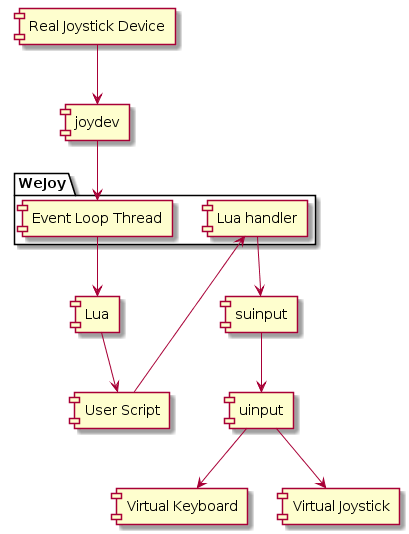 Real Joystick Device
joydev
WeJoy
Event Loop Thread
Lua handler
Lua
suinput
User Script
uinput
Virtual Keyboard
Virtual Joystick